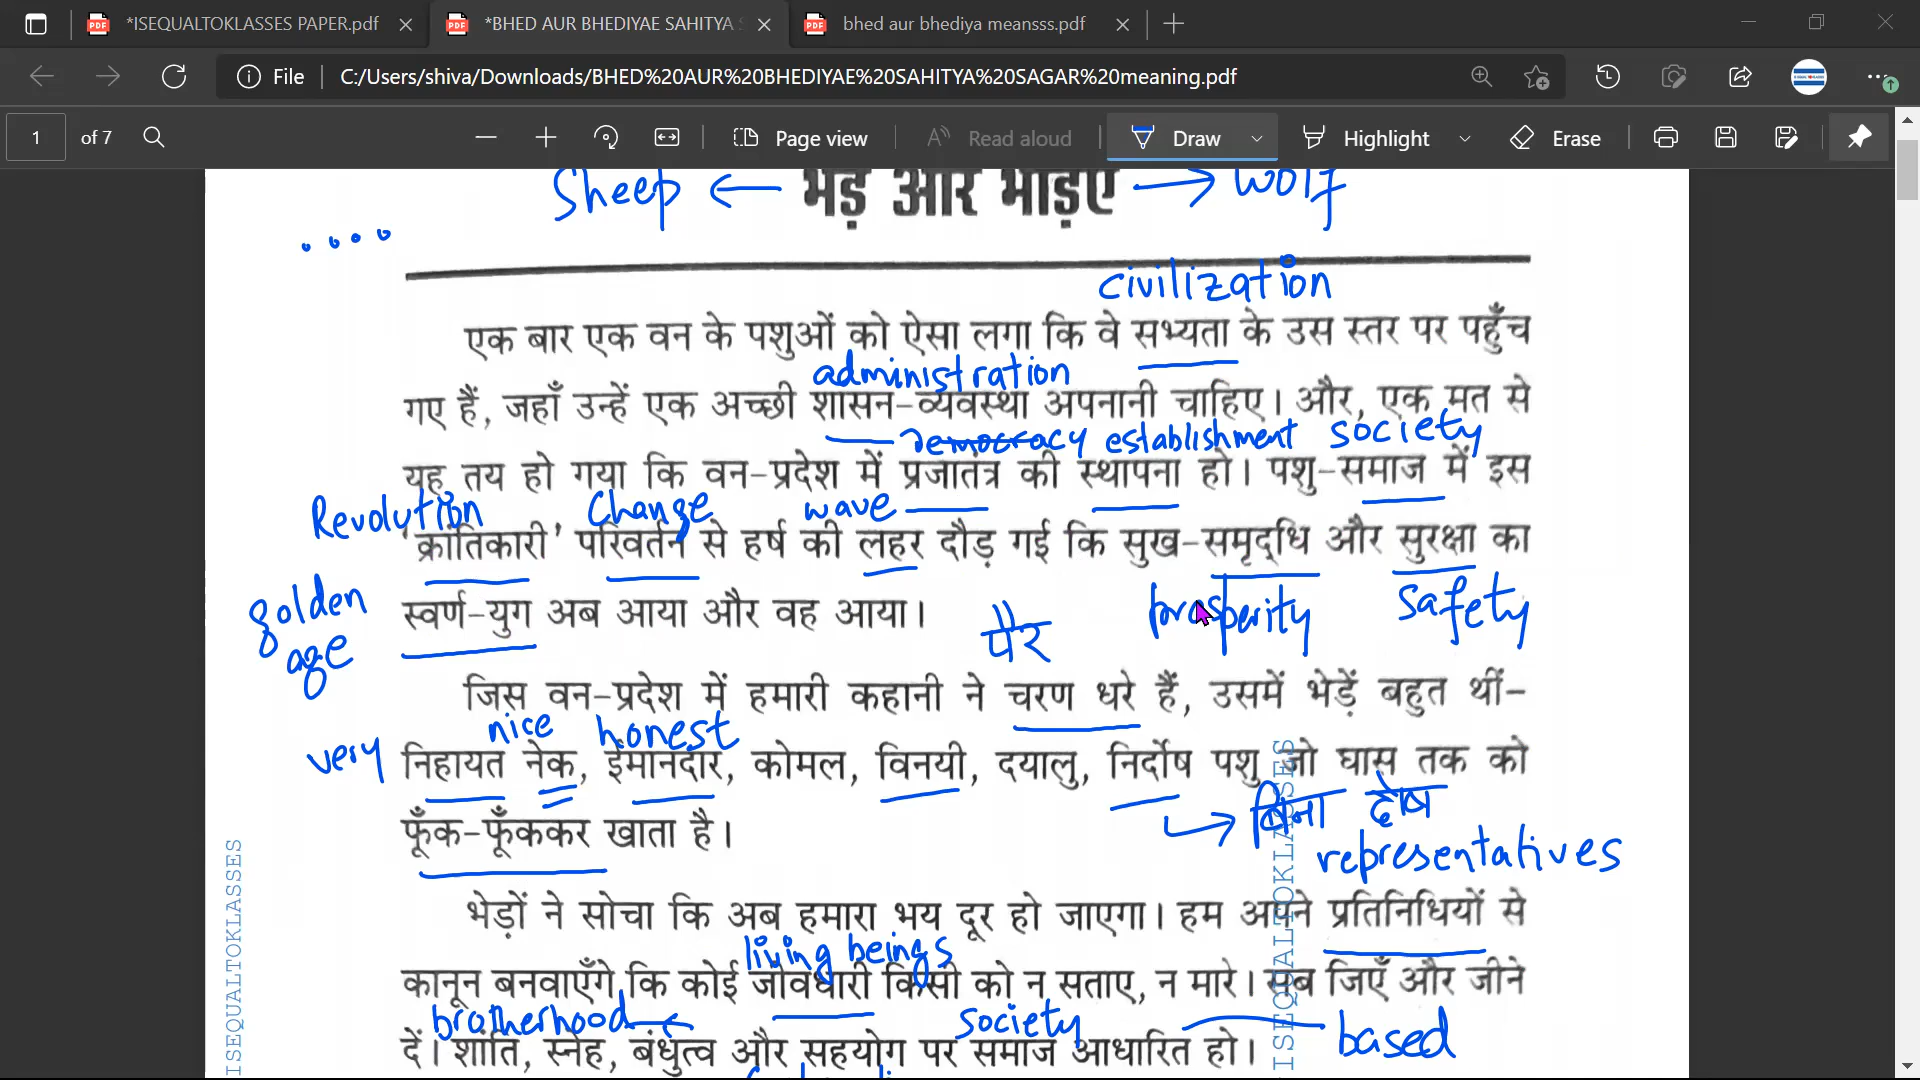 *ISEQUALTOKLASSES PAPER.pdf
*BHED AUR BHEDIYAE SAHITYA S
bhed aur bhediya meansss.pdf
File C:/Users/shiva/Downloads/BHED%20AUR%20BHEDIYAE%20SAHITYA%20SAGAR%20meaning.pdf
1 of 7 Page view Read aloud Draw Highlight Erase
Sheep भेड़ और भेड़िए wolf
civilization
एक बार एक वन के पशुओं को ऐसा लगा कि वे सभ्यता के उस स्तर पर पहुँच
administration
गए हैं, जहाँ उन्हें एक अच्छी शासन-व्यवस्था अपनानी चाहिए। और, एक मत से
democracy establishment society
यह तय हो गया कि वन-प्रदेश में प्रजातंत्र की स्थापना हो। पशु-समाज में इस
Revolution change wave
'क्रांतिकारी' परिवर्तन से हर्ष की लहर दौड़ गई कि सुख-समृद्धि और सुरक्षा का
golden
स्वर्ण-युग अब आया और वह आया।
age पैर prosperity safety
जिस वन-प्रदेश में हमारी कहानी ने चरण धरे हैं, उसमें भेड़ें बहुत थीं-
very nice honest
निहायत नेक, ईमानदार, कोमल, विनयी, दयालु, निर्दोष पशु जो घास तक को
बिना दोष
फूँक-फूँककर खाता है।
representatives
भेड़ों ने सोचा कि अब हमारा भय दूर हो जाएगा। हम अपने प्रतिनिधियों से
living beings
कानून बनवाएँगे कि कोई जीवधारी किसी को न सताए, न मारे। सब जिएँ और जीने
brotherhood society based
दें। शांति, स्नेह, बंधुत्व और सहयोग पर समाज आधारित हो।
ISEQUALTOKLASSES
ISEQUALTOKLASSES